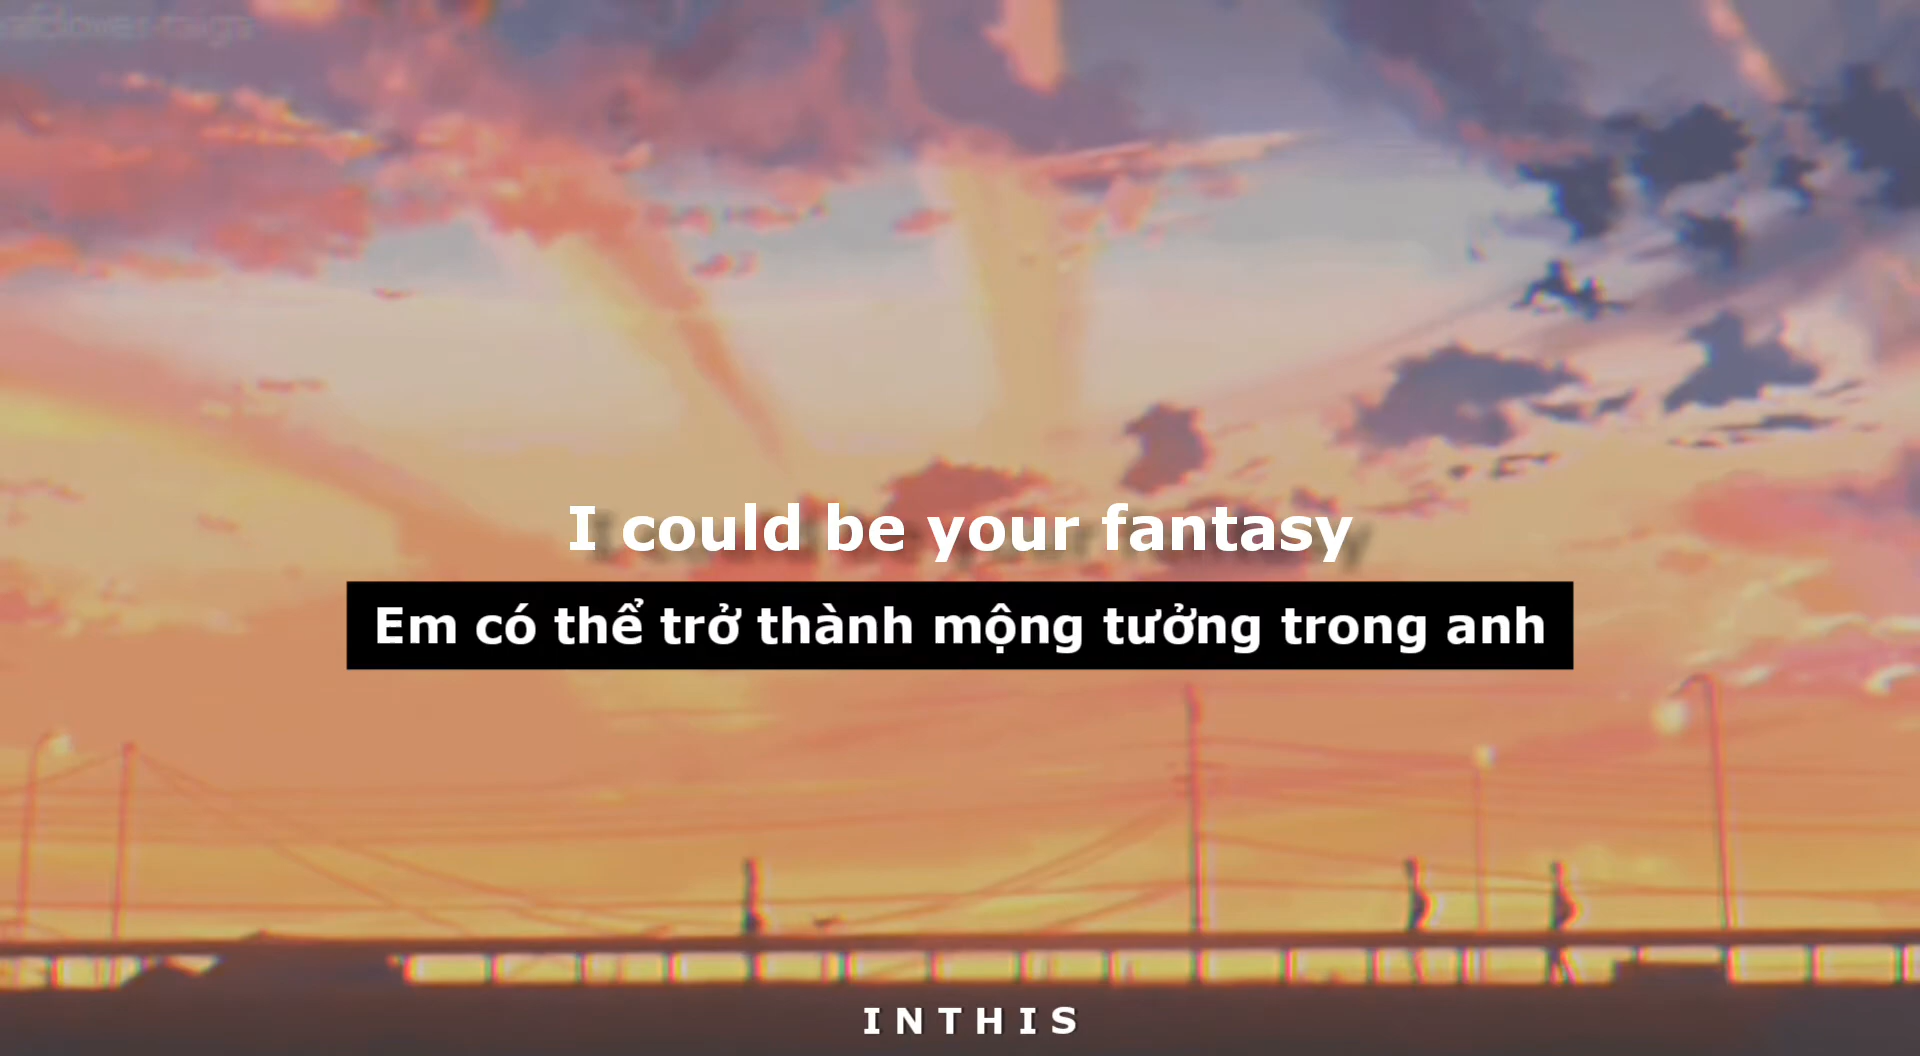 I could be your fantasy
Em có thể trở thành mộng tưởng trong anh
INTHIS